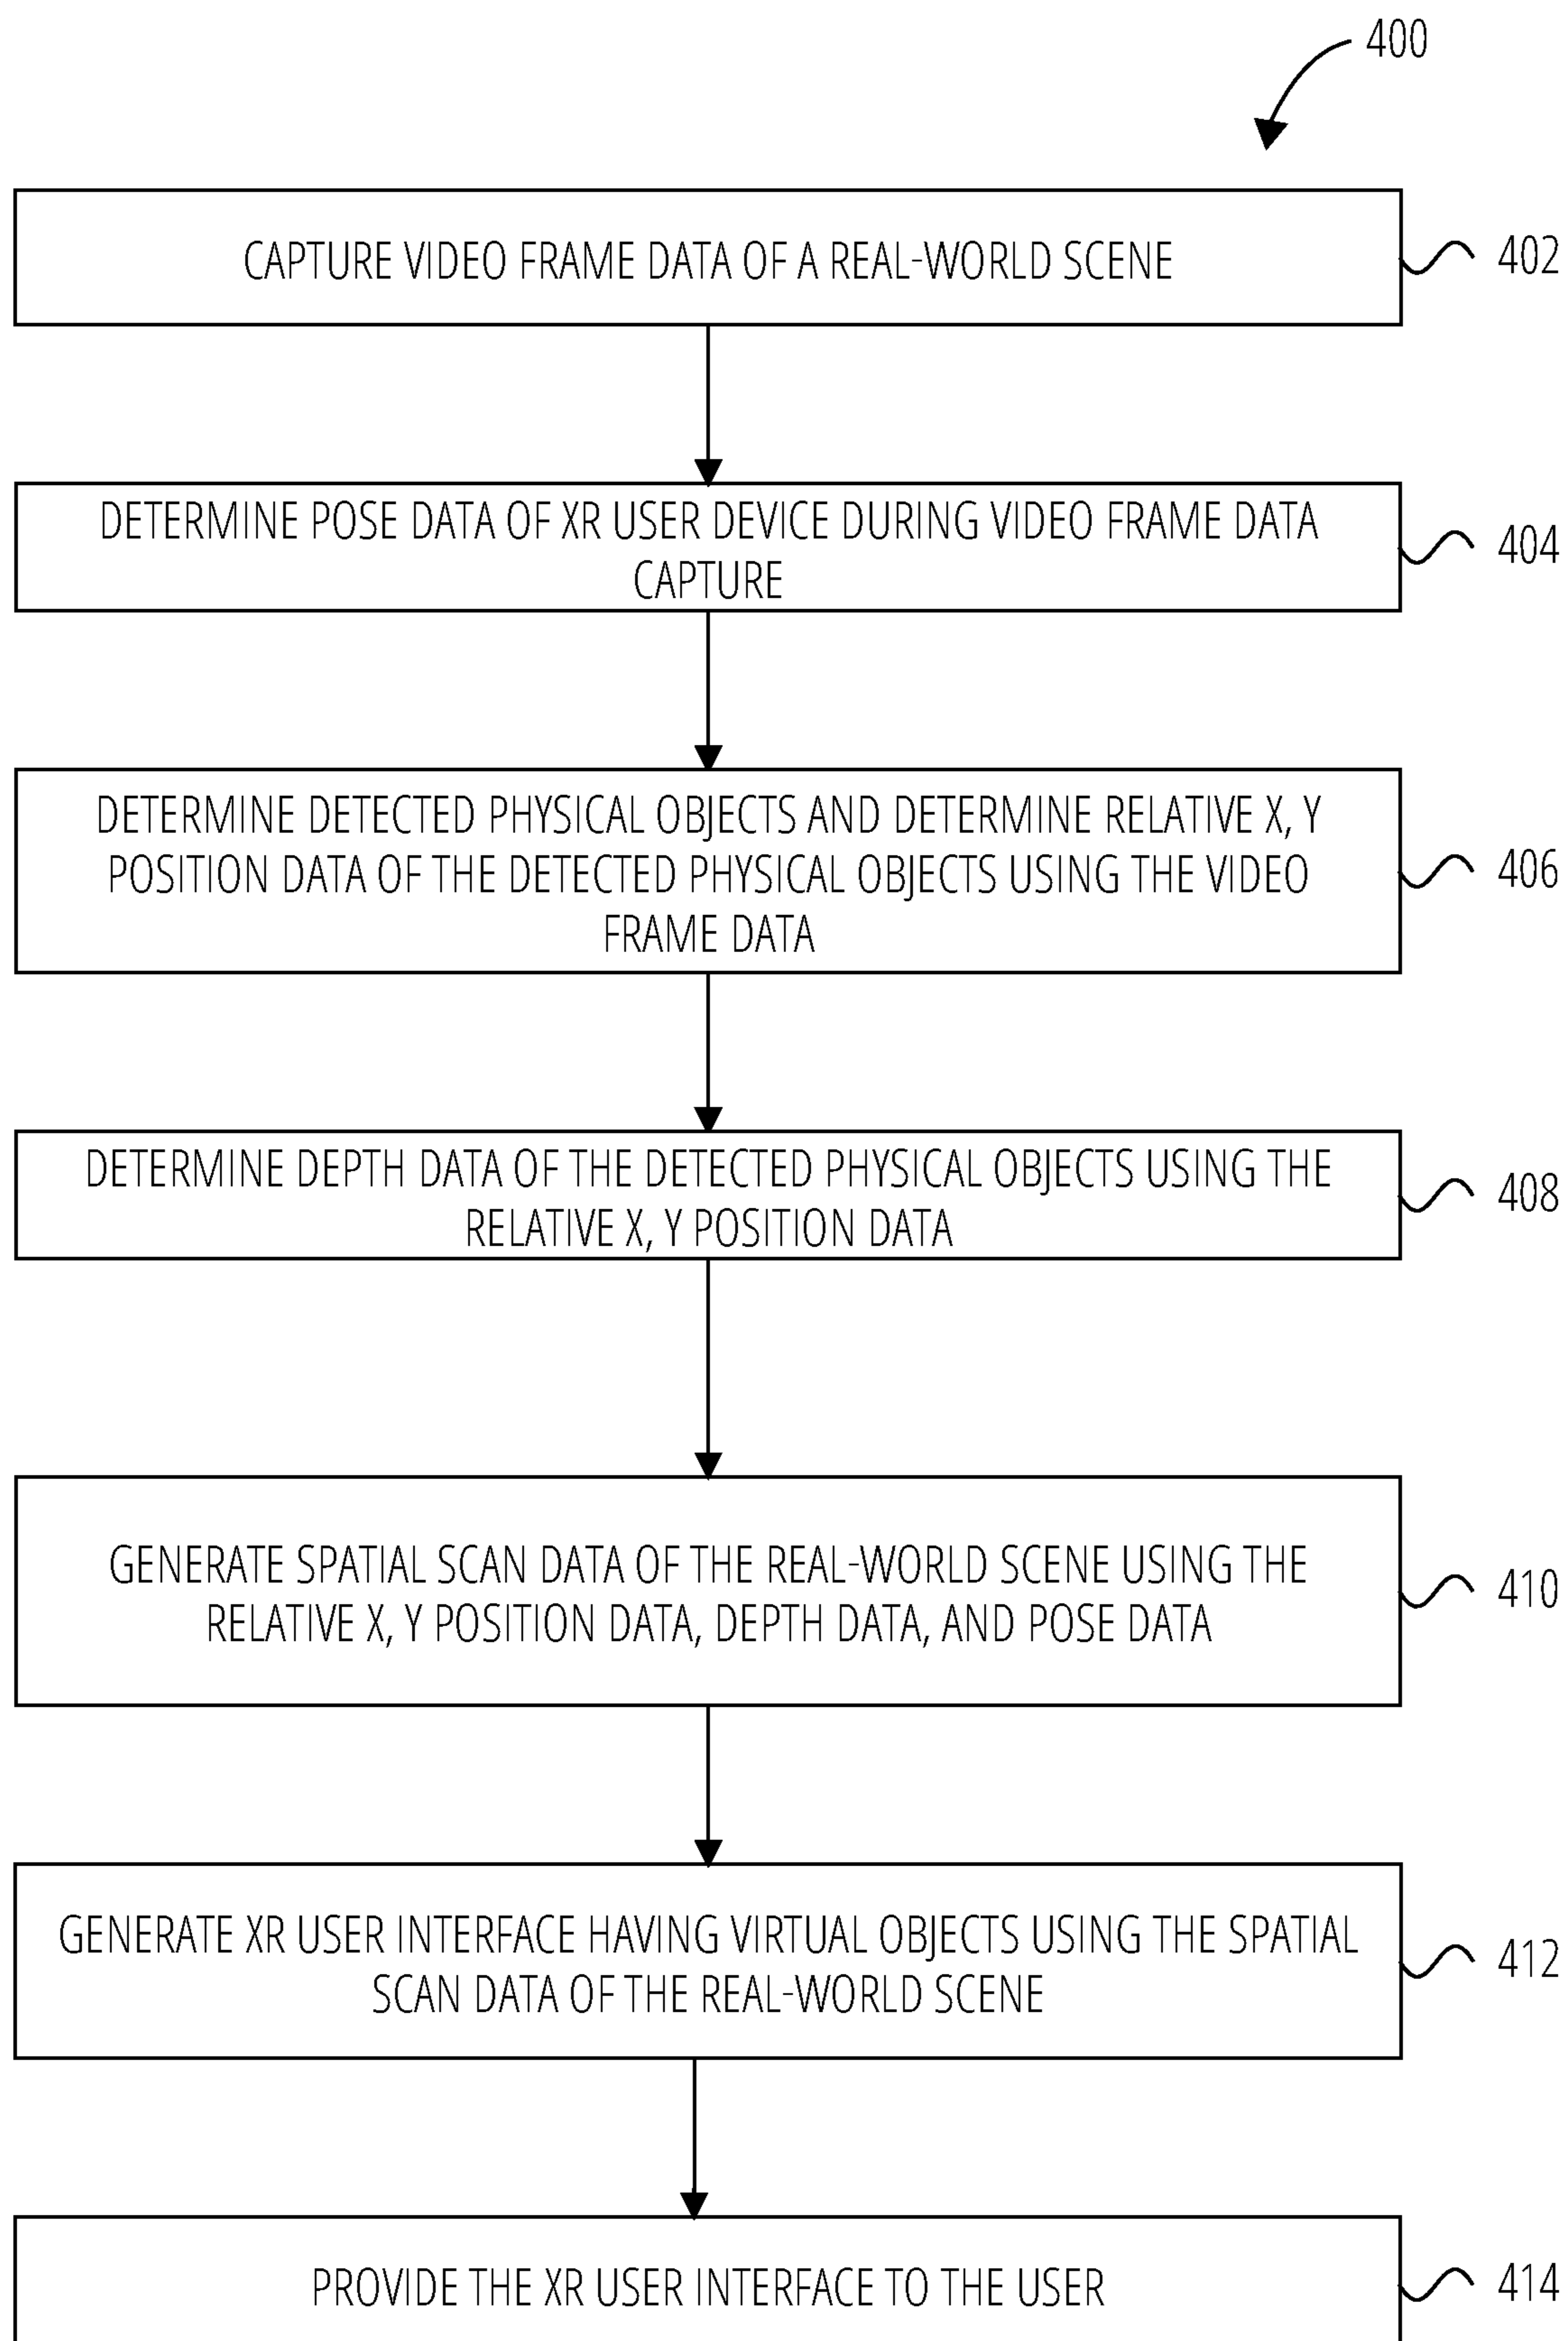 400
CAPTURE VIDEO FRAME DATA OF A REAL-WORLD SCENE
402
DETERMINE POSE DATA OF XR USER DEVICE DURING VIDEO FRAME DATA
CAPTURE
404
DETERMINE DETECTED PHYSICAL OBJECTS AND DETERMINE RELATIVE X, Y
POSITION DATA OF THE DETECTED PHYSICAL OBJECTS USING THE VIDEO
FRAME DATA
406
DETERMINE DEPTH DATA OF THE DETECTED PHYSICAL OBJECTS USING THE
RELATIVE X, Y POSITION DATA
408
GENERATE SPATIAL SCAN DATA OF THE REAL-WORLD SCENE USING THE
RELATIVE X, Y POSITION DATA, DEPTH DATA, AND POSE DATA
410
GENERATE XR USER INTERFACE HAVING VIRTUAL OBJECTS USING THE SPATIAL
SCAN DATA OF THE REAL-WORLD SCENE
412
PROVIDE THE XR USER INTERFACE TO THE USER
414